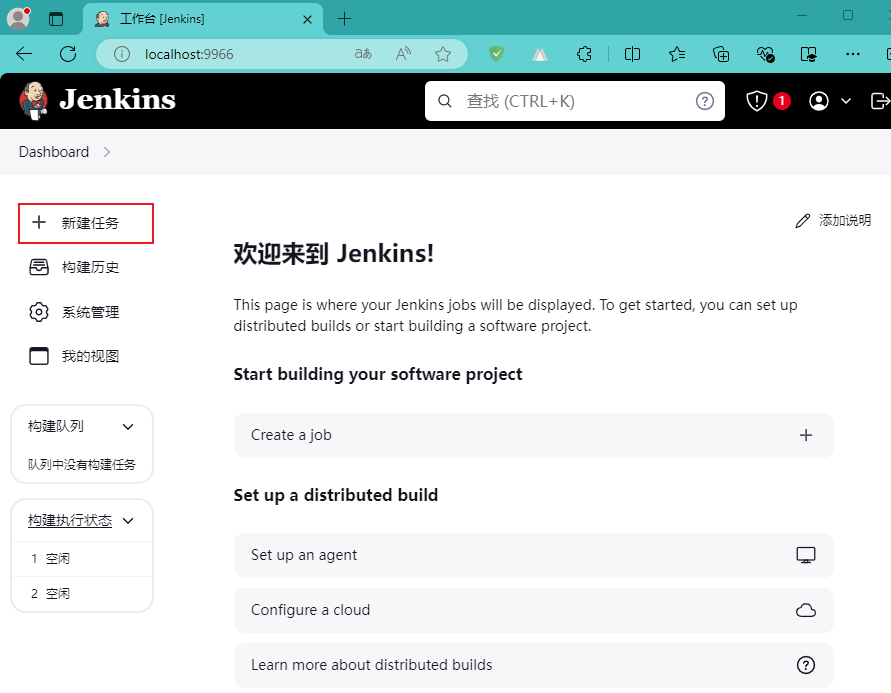 工作台 [Jenkins]
localhost:9966
Jenkins
查找 (CTRL+K)
1
Dashboard
新建任务
构建历史
系统管理
我的视图
构建队列
队列中没有构建任务
构建执行状态
1 空闲
2 空闲
添加说明
欢迎来到 Jenkins!
This page is where your Jenkins jobs will be displayed. To get started, you can set up
distributed builds or start building a software project.
Start building your software project
Create a job
Set up a distributed build
Set up an agent
Configure a cloud
Learn more about distributed builds